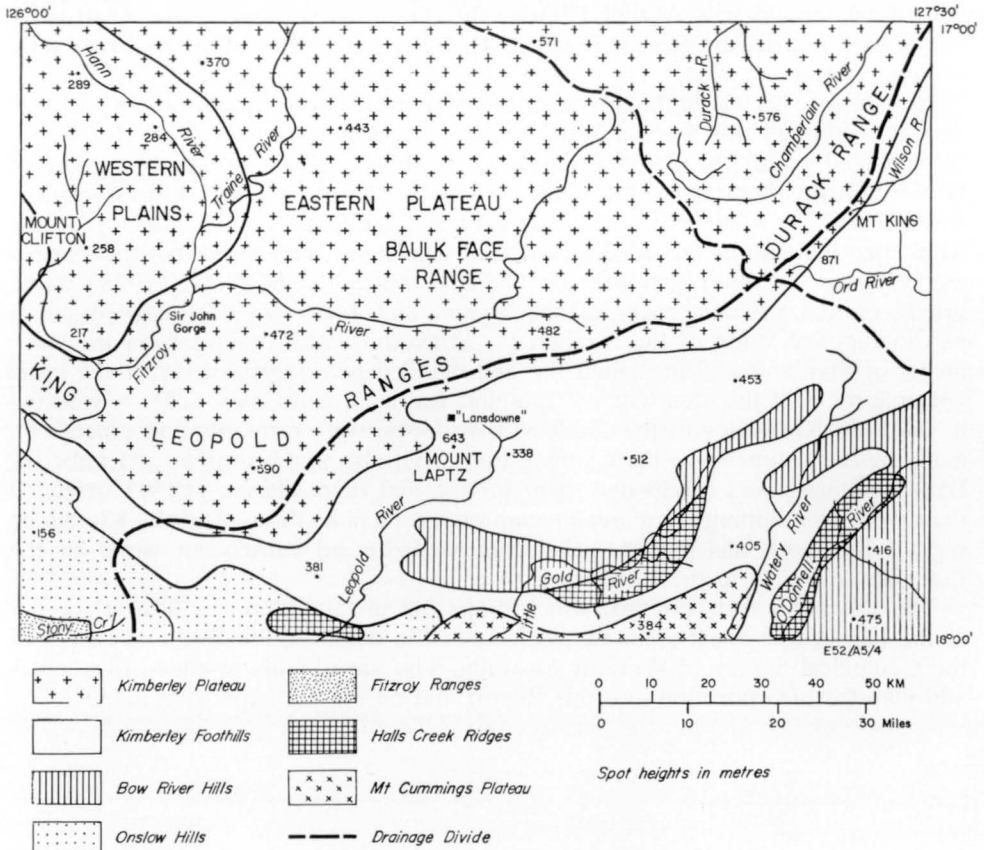 126°00'
127°30'
17°00'
Hann
River
289
370
571
Durack R.
576
Chamberlain River
DURACK RANGE
Wilson R
284
443
Traine River
WESTERN
PLAINS
EASTERN PLATEAU
MOUNT
CLIFTON
258
BAULK FACE
RANGE
MT KING
871
Ord River
Sir John
Gorge
217
472
River
482
KING
Fitzroy
LEOPOLD
RANGES
453
"Lansdowne"
643
MOUNT
LAPTZ
338
512
590
156
381
Leopold
River
Gold
River
Little
405
Watery
River
O'Donnell
River
416
384
475
Stony Cr
18°00'
E52/A5/4
Kimberley Plateau
Fitzroy Ranges
0 10 20 30 40 50 KM
0 10 20 30 Miles
Kimberley Foothills
Halls Creek Ridges
Spot heights in metres
Bow River Hills
Mt Cummings Plateau
Onslow Hills
Drainage Divide